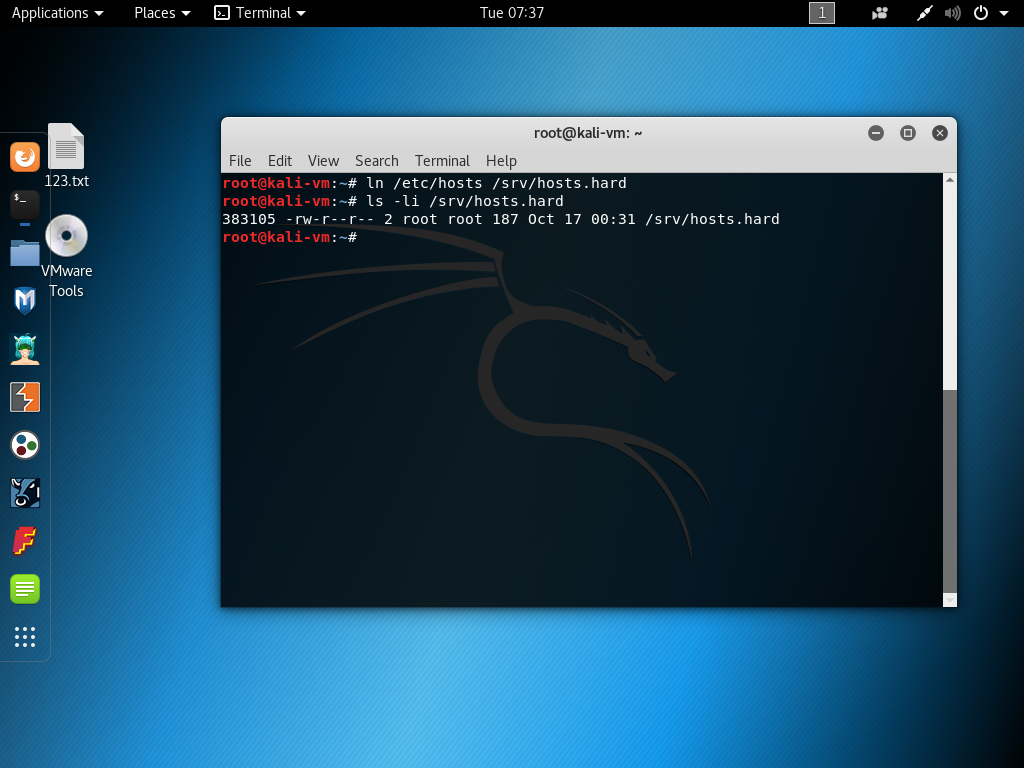 Applications Places Terminal Tue 07:37 1
123.txt
VMware
Tools
root@kali-vm: ~
File Edit View Search Terminal Help
root@kali-vm:~# ln /etc/hosts /srv/hosts.hard
root@kali-vm:~# ls -li /srv/hosts.hard
383105 -rw-r--r-- 2 root root 187 Oct 17 00:31 /srv/hosts.hard
root@kali-vm:~#